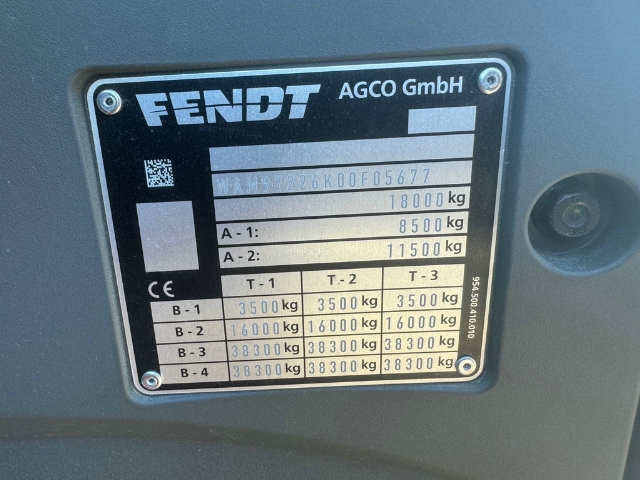 FENDT AGCO GmbH
18000 kg
A - 1: 8500 kg
A - 2: 11500 kg
CE T - 1 T - 2 T - 3
B - 1 3500 kg 3500 kg 3500 kg
B - 2 16000 kg 16000 kg 16000 kg
B - 3 38300 kg 38300 kg 38300 kg
B - 4 38300 kg 38300 kg 38300 kg
954.500.410.010